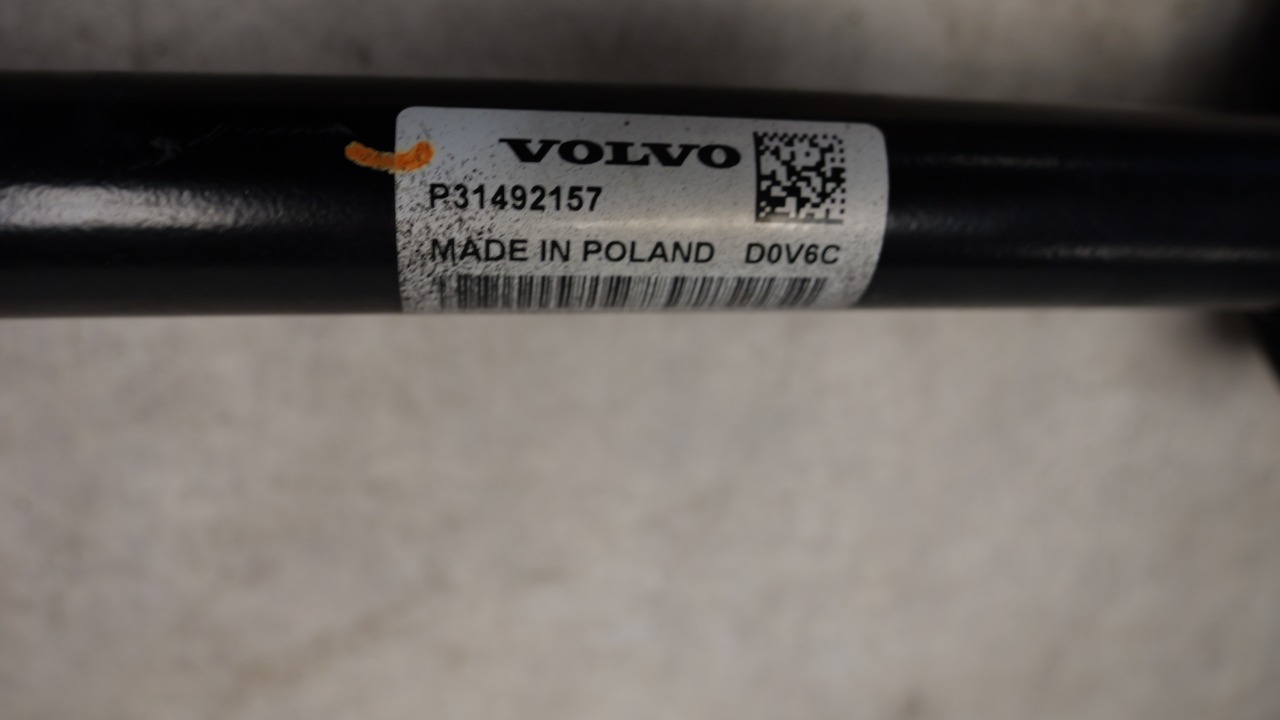 VOLVO
P31492157
MADE IN POLAND D0V6C